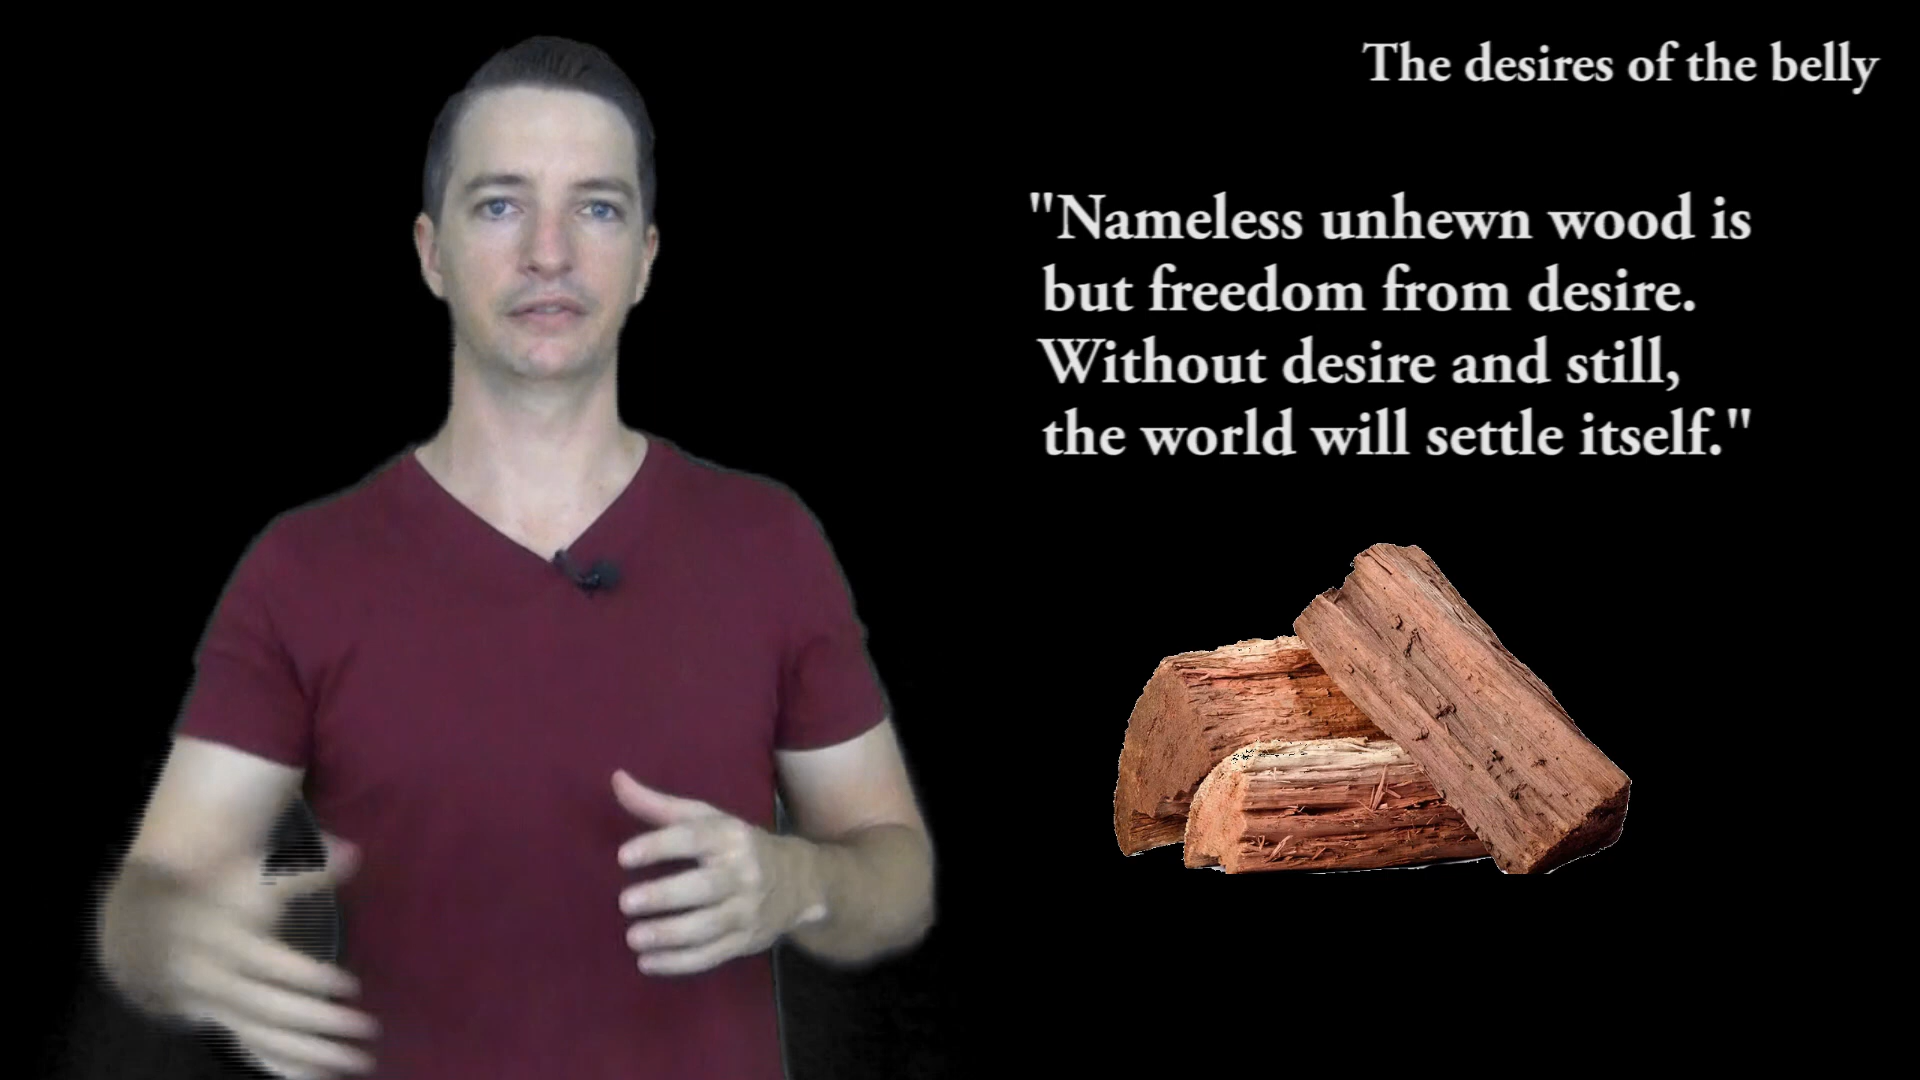 The desires of the belly
"Nameless unhewn wood is
but freedom from desire.
Without desire and still,
the world will settle itself."